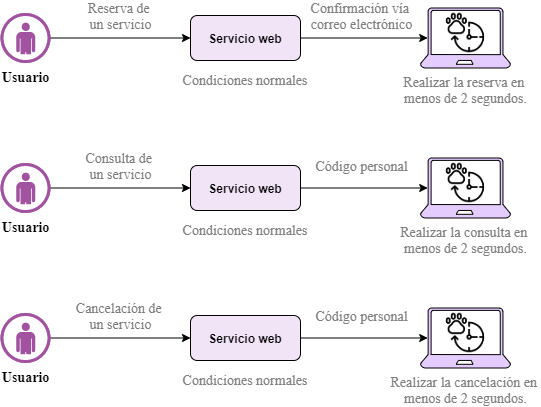 Reserva de
un servicio
Confirmación vía
correo electrónico
Servicio web
Usuario
Condiciones normales
Realizar la reserva en
menos de 2 segundos.
Consulta de
un servicio
Código personal
Servicio web
Usuario
Condiciones normales
Realizar la consulta en
menos de 2 segundos.
Cancelación de
un servicio
Código personal
Servicio web
Usuario
Condiciones normales
Realizar la cancelación en
menos de 2 segundos.